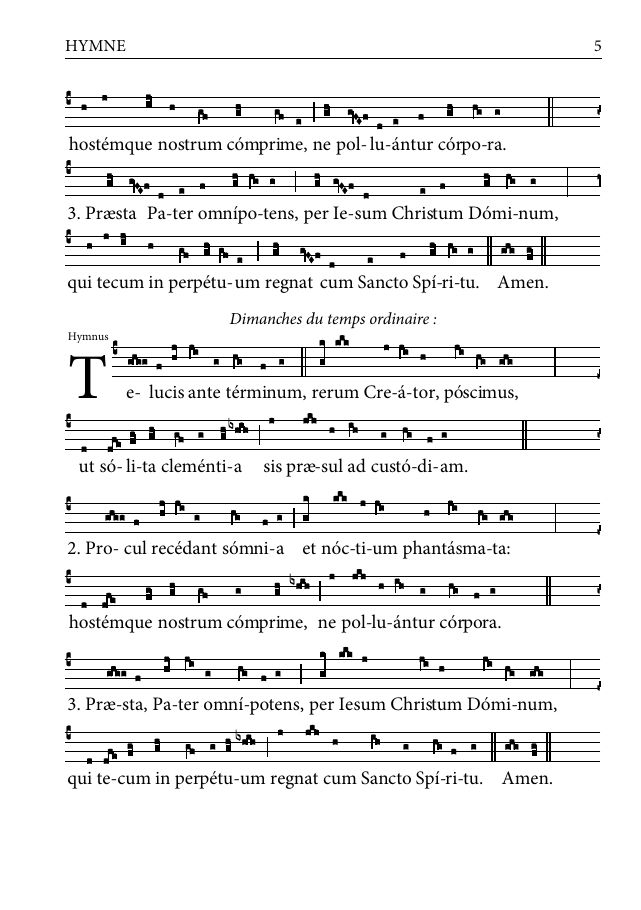 HYMNE 5
hostémque nostrum cómprime, ne pol- lu-ántur córpo-ra.
3. Præsta Pa-ter omnípo-tens, per Ie-sum Christum Dómi-num,
qui tecum in perpétu-um regnat cum Sancto Spí-ri-tu. Amen.
Dimanches du temps ordinaire :
Hymnus
Te- lucis ante términum, rerum Cre-á-tor, póscimus,
ut só- li-ta cleménti-a sis præ-sul ad custó-di-am.
2. Pro- cul recédant sómni-a et nóc-ti-um phantásma-ta:
hostémque nostrum cómprime, ne pol-lu-ántur córpora.
3. Præ-sta, Pa-ter omní-potens, per Iesum Christum Dómi-num,
qui te-cum in perpétu-um regnat cum Sancto Spí-ri-tu. Amen.